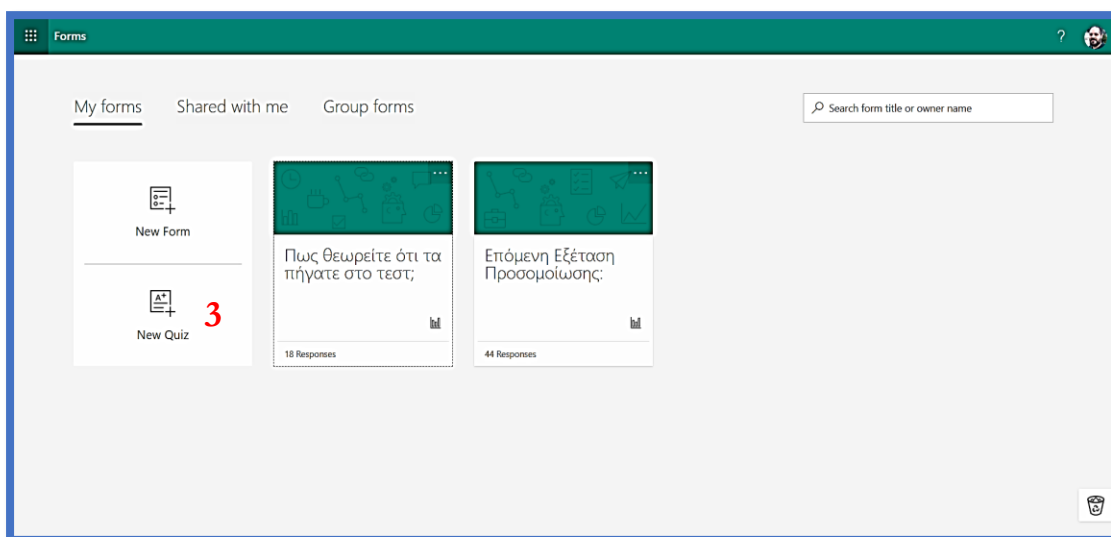 Forms
?
My forms Shared with me Group forms
Search form title or owner name
New Form
A+
New Quiz
3
Πως θεωρείτε ότι τα
πήγατε στο τεστ;
18 Responses
Επόμενη Εξέταση
Προσομοίωσης:
44 Responses